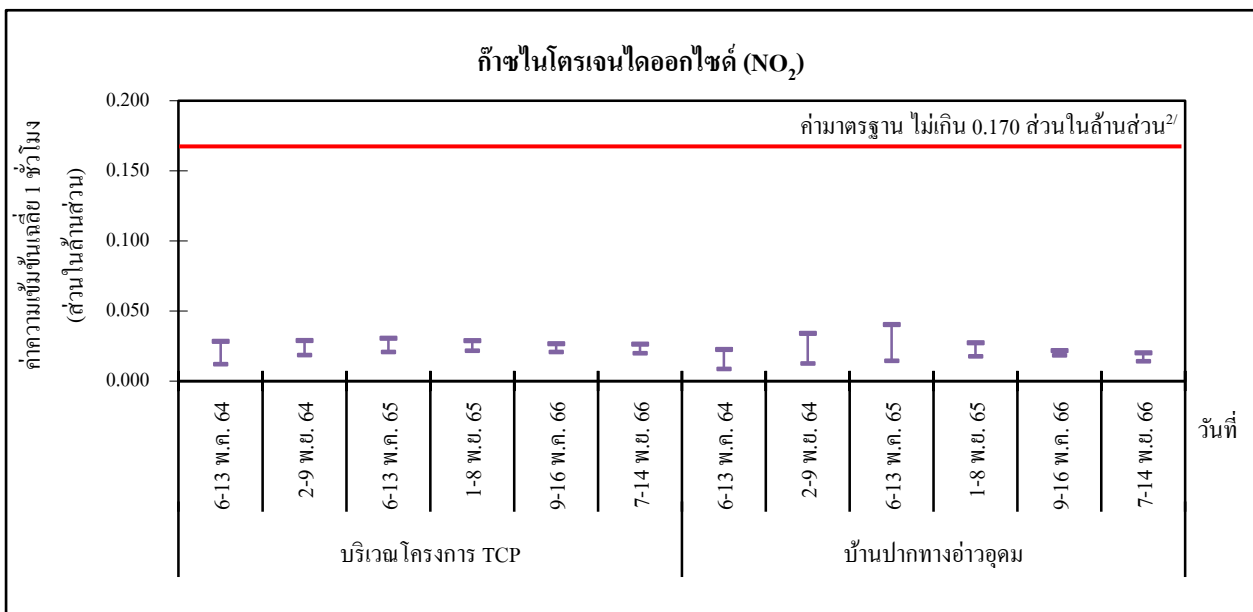 ก๊าซไนโตรเจนไดออกไซด์ (NO₂)
ค่าความเข้มข้นเฉลี่ย 1 ชั่วโมง
(ส่วนในล้านส่วน)
0.200
0.150
0.100
0.050
0.000
ค่ามาตรฐาน ไม่เกิน 0.170 ส่วนในล้านส่วน²/
6-13 พ.ค. 64
2-9 พ.ย. 64
6-13 พ.ค. 65
1-8 พ.ย. 65
9-16 พ.ค. 66
7-14 พ.ย. 66
6-13 พ.ค. 64
2-9 พ.ย. 64
6-13 พ.ค. 65
1-8 พ.ย. 65
9-16 พ.ค. 66
7-14 พ.ย. 66
วันที่
บริเวณโครงการ TCP
บ้านปากทางอ่าวอุดม